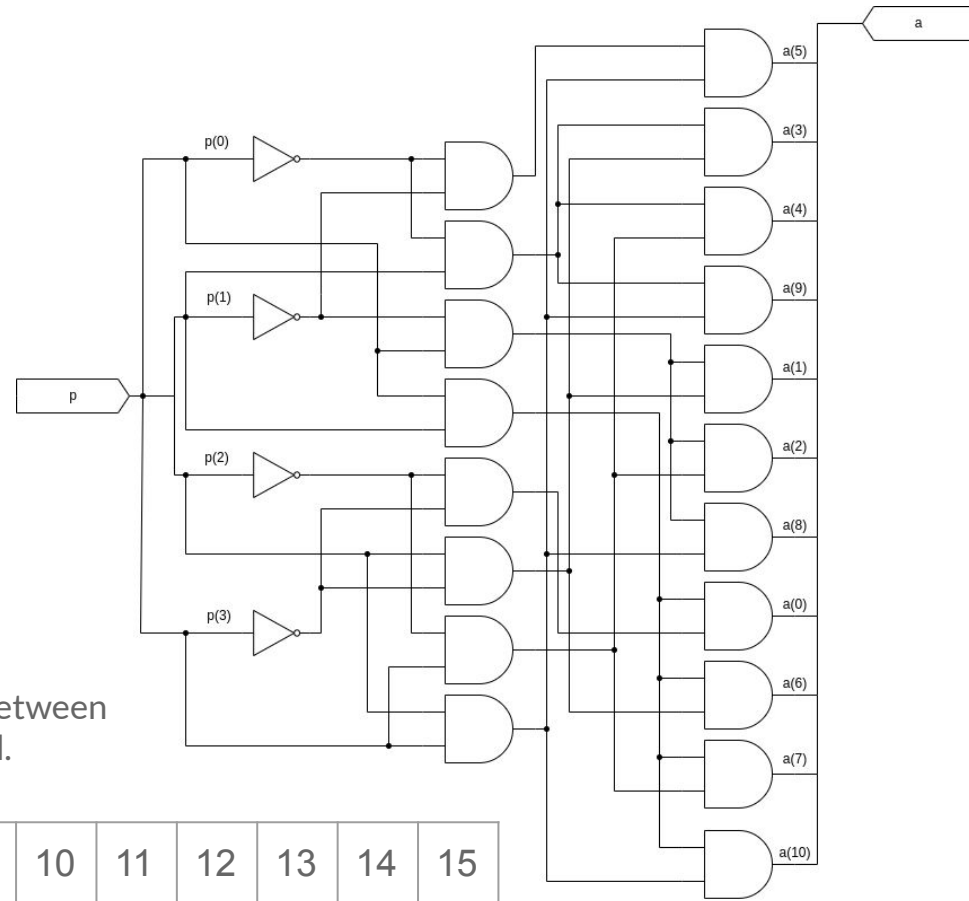 a
a(5)
a(3)
p(0)
a(4)
a(9)
p(1)
a(1)
p
a(2)
p(2)
a(8)
a(0)
p(3)
a(6)
etween
a(7)
a(10)
10 11 12 13 14 15